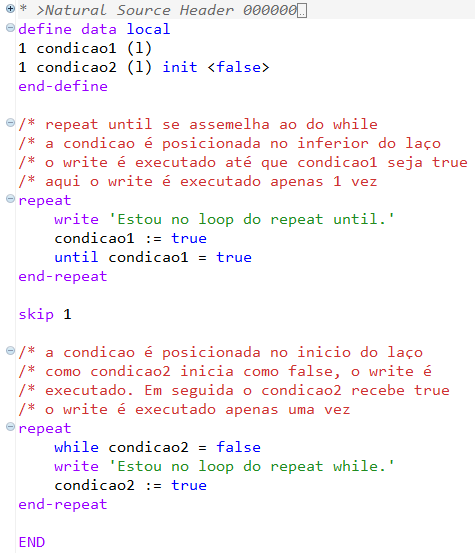 * >Natural Source Header 000000..
define data local
1 condicao1 (l)
1 condicao2 (l) init <false>
end-define
/* repeat until se assemelha ao do while
/* a condicao é posicionada no inferior do laço
/* o write é executado até que condicao1 seja true
/* aqui o write é executado apenas 1 vez
repeat
write 'Estou no loop do repeat until.'
condicao1 := true
until condicao1 = true
end-repeat
skip 1
/* a condicao é posicionada no inicio do laço
/* como condicao2 inicia como false, o write é
/* executado. Em seguida o condicao2 recebe true
/* o write é executado apenas uma vez
repeat
while condicao2 = false
write 'Estou no loop do repeat while.'
condicao2 := true
end-repeat
END